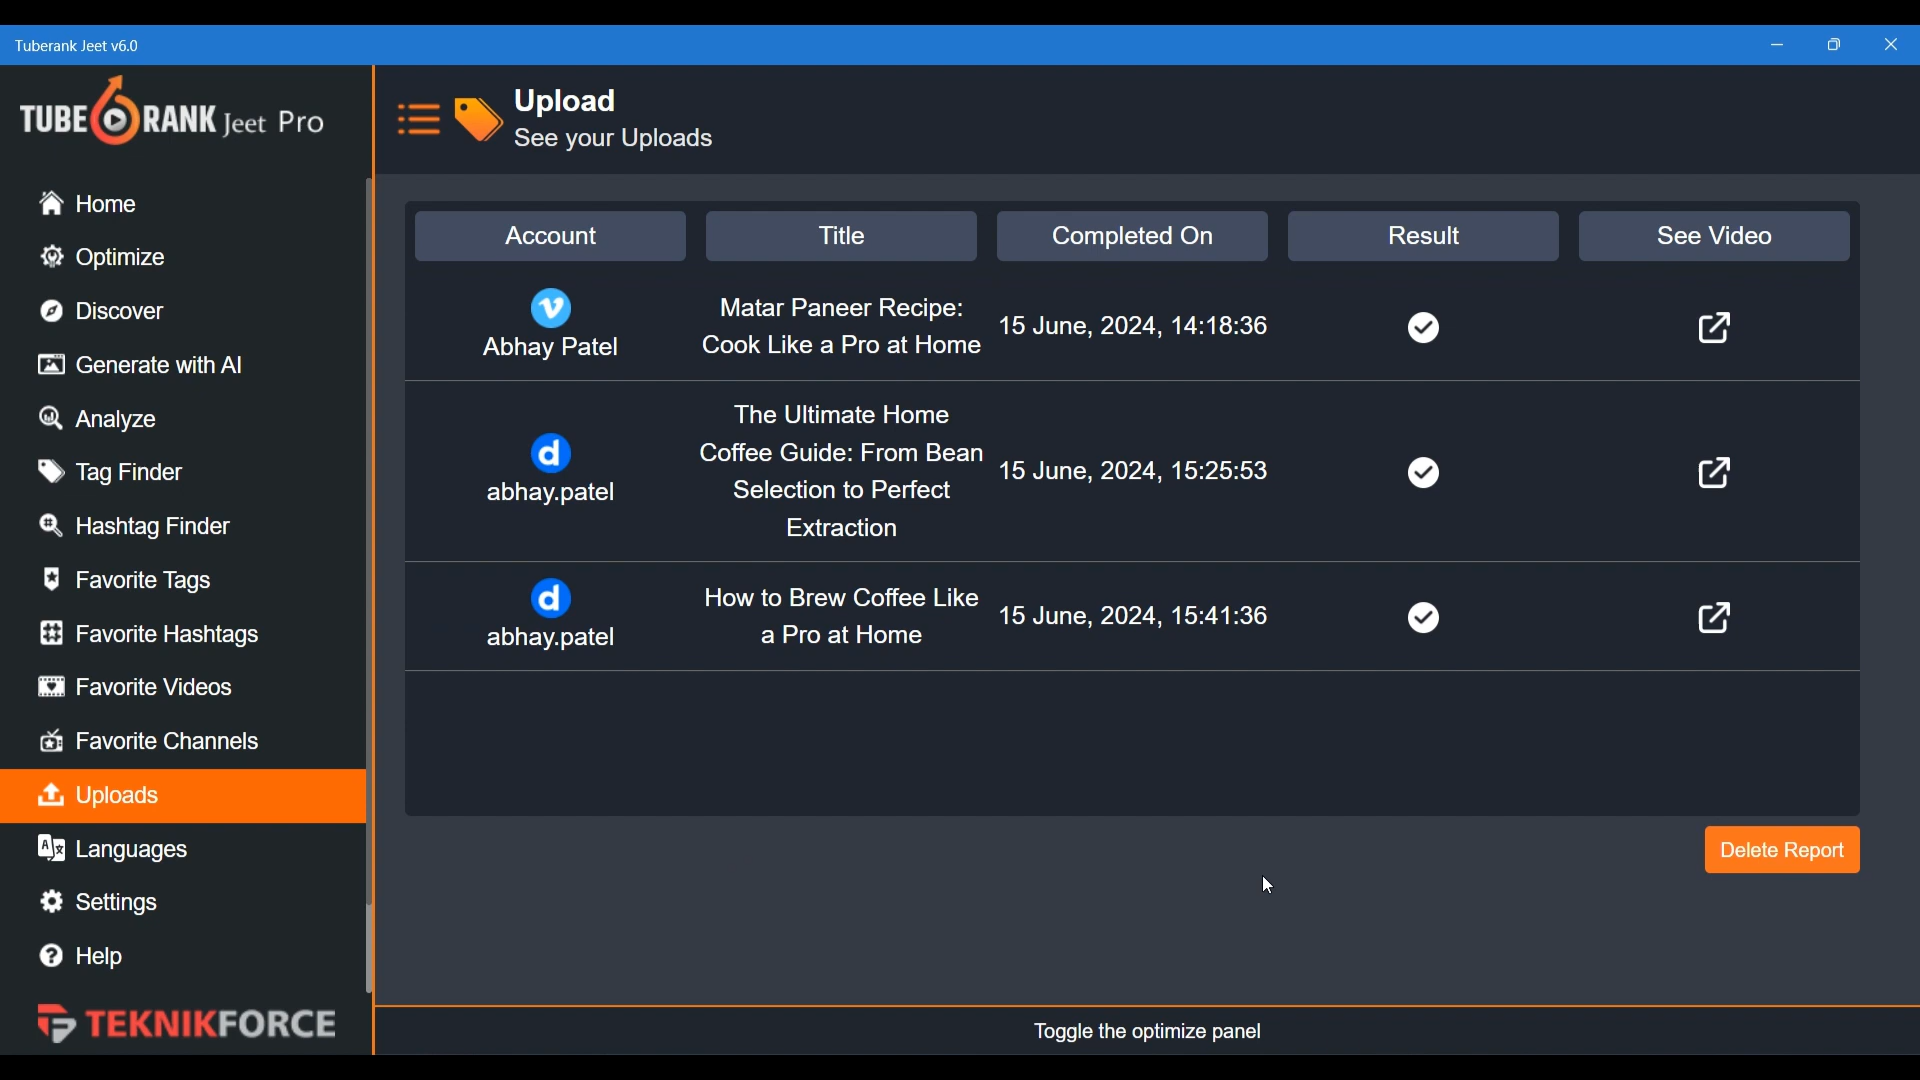 Tuberank Jeet v6.0
TUBE RANK Jeet Pro
Upload
See your Uploads
Home
Optimize
Discover
Generate with AI
Analyze
Tag Finder
Hashtag Finder
Favorite Tags
Favorite Hashtags
Favorite Videos
Favorite Channels
Uploads
Languages
Settings
Help
TEKNIKFORCE
Account Title Completed On Result See Video
Abhay Patel
Matar Paneer Recipe:
Cook Like a Pro at Home
15 June, 2024, 14:18:36
abhay.patel
The Ultimate Home
Coffee Guide: From Bean
Selection to Perfect
Extraction
15 June, 2024, 15:25:53
abhay.patel
How to Brew Coffee Like
a Pro at Home
15 June, 2024, 15:41:36
Delete Report
Toggle the optimize panel